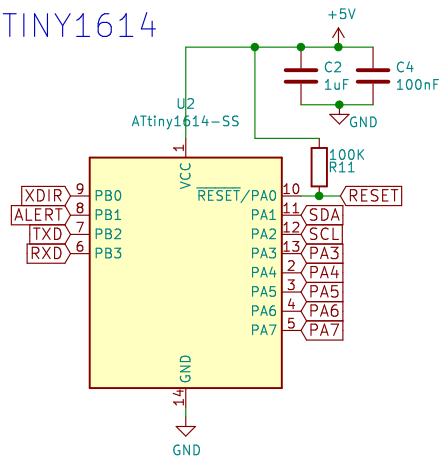 TINY1614
+5V
C2
1uF
C4
100nF
GND
U2
ATtiny1614-SS
1
VCC
100K
R11
XDIR 9 PB0
RESET/PA0 10 RESET
ALERT 8 PB1
PA1 11 SDA
TXD 7 PB2
PA2 12 SCL
RXD 6 PB3
PA3 13 PA3
PA4 2 PA4
PA5 3 PA5
PA6 4 PA6
PA7 5 PA7
GND
14
GND